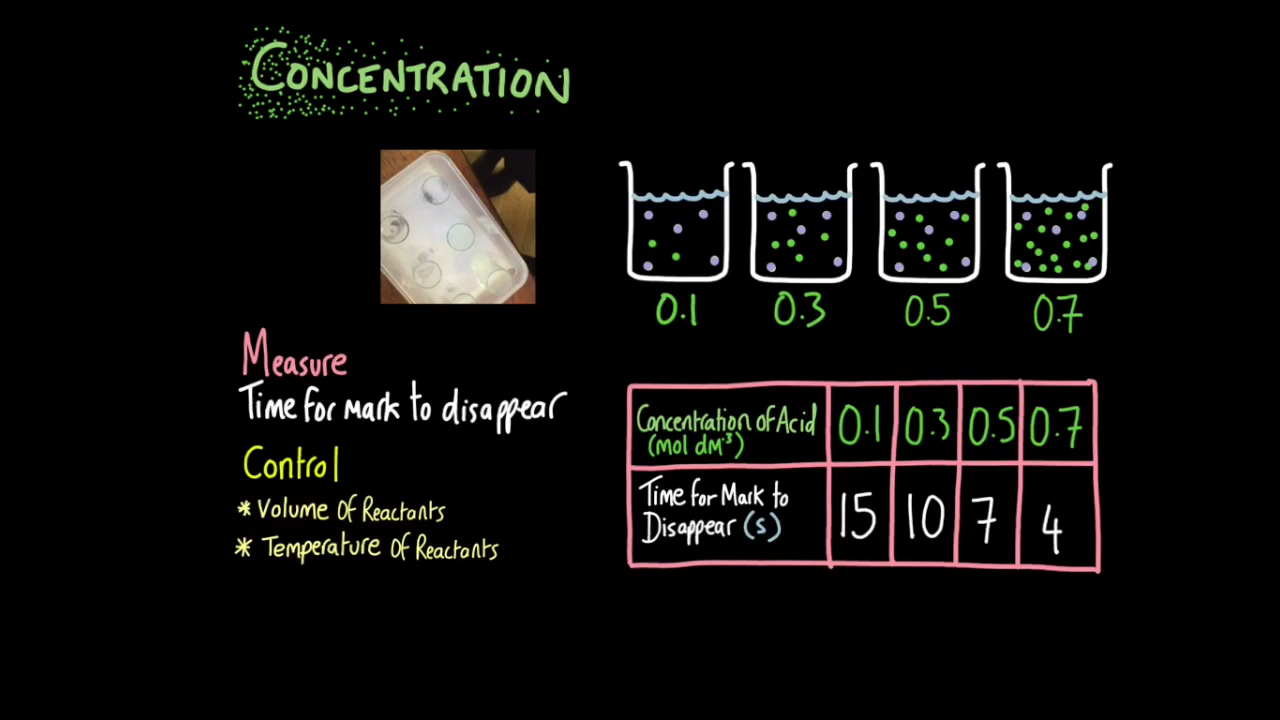 CONCENTRATION
0.1 0.3 0.5 0.7
Measure
Time for mark to disappear
Control
* Volume Of Reactants
* Temperature Of Reactants
Concentration of Acid (mol dm⁻³) 0.1 0.3 0.5 0.7
Time for Mark to Disappear (s) 15 10 7 4